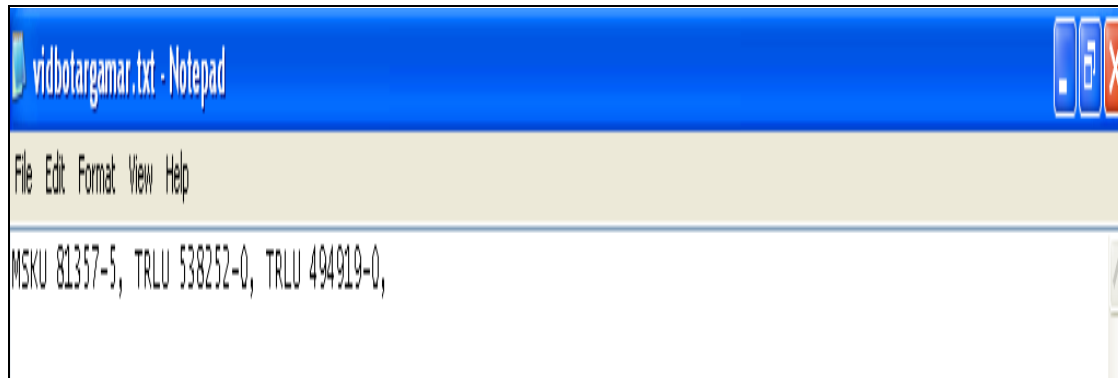 vidbotargamar.txt - Notepad
File Edit Format View Help
MSKU 81357-5, TRLU 538252-0, TRLU 494919-0,